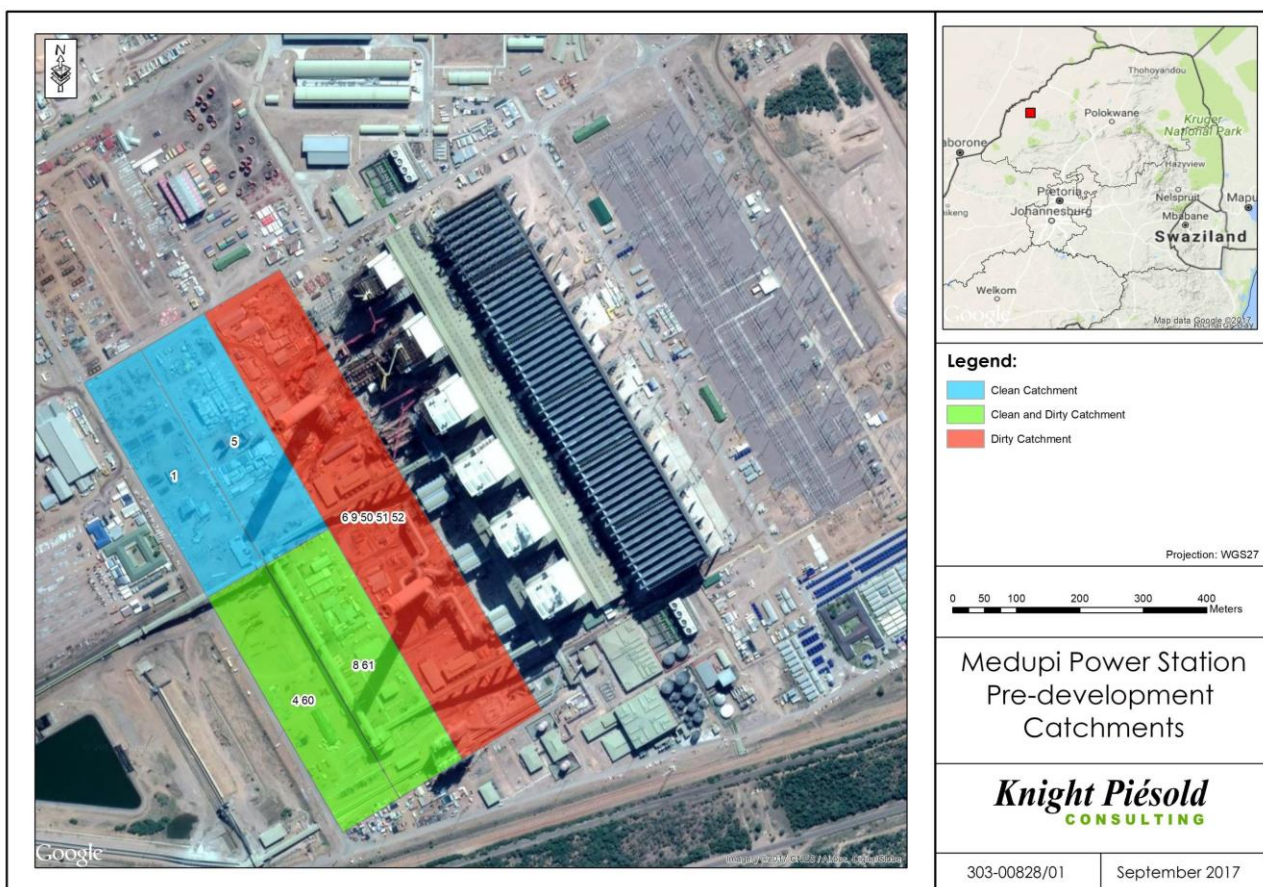 N
1
5
6 9 50 51 52
8 61
4 60
Google
Thohoyandou
Polokwane
Kruger
National Park
aborone
Hazyview
Pretoria
Nelspruit
Mapu
ikeng
Johannesburg
Mbabane
Swaziland
Welkom
Google
Map data Google ©2017
Legend:
Clean Catchment
Clean and Dirty Catchment
Dirty Catchment
Projection: WGS27
0 50 100 200 300 400
Meters
Medupi Power Station
Pre-development
Catchments
Knight Piésold
CONSULTING
303-00828/01
September 2017